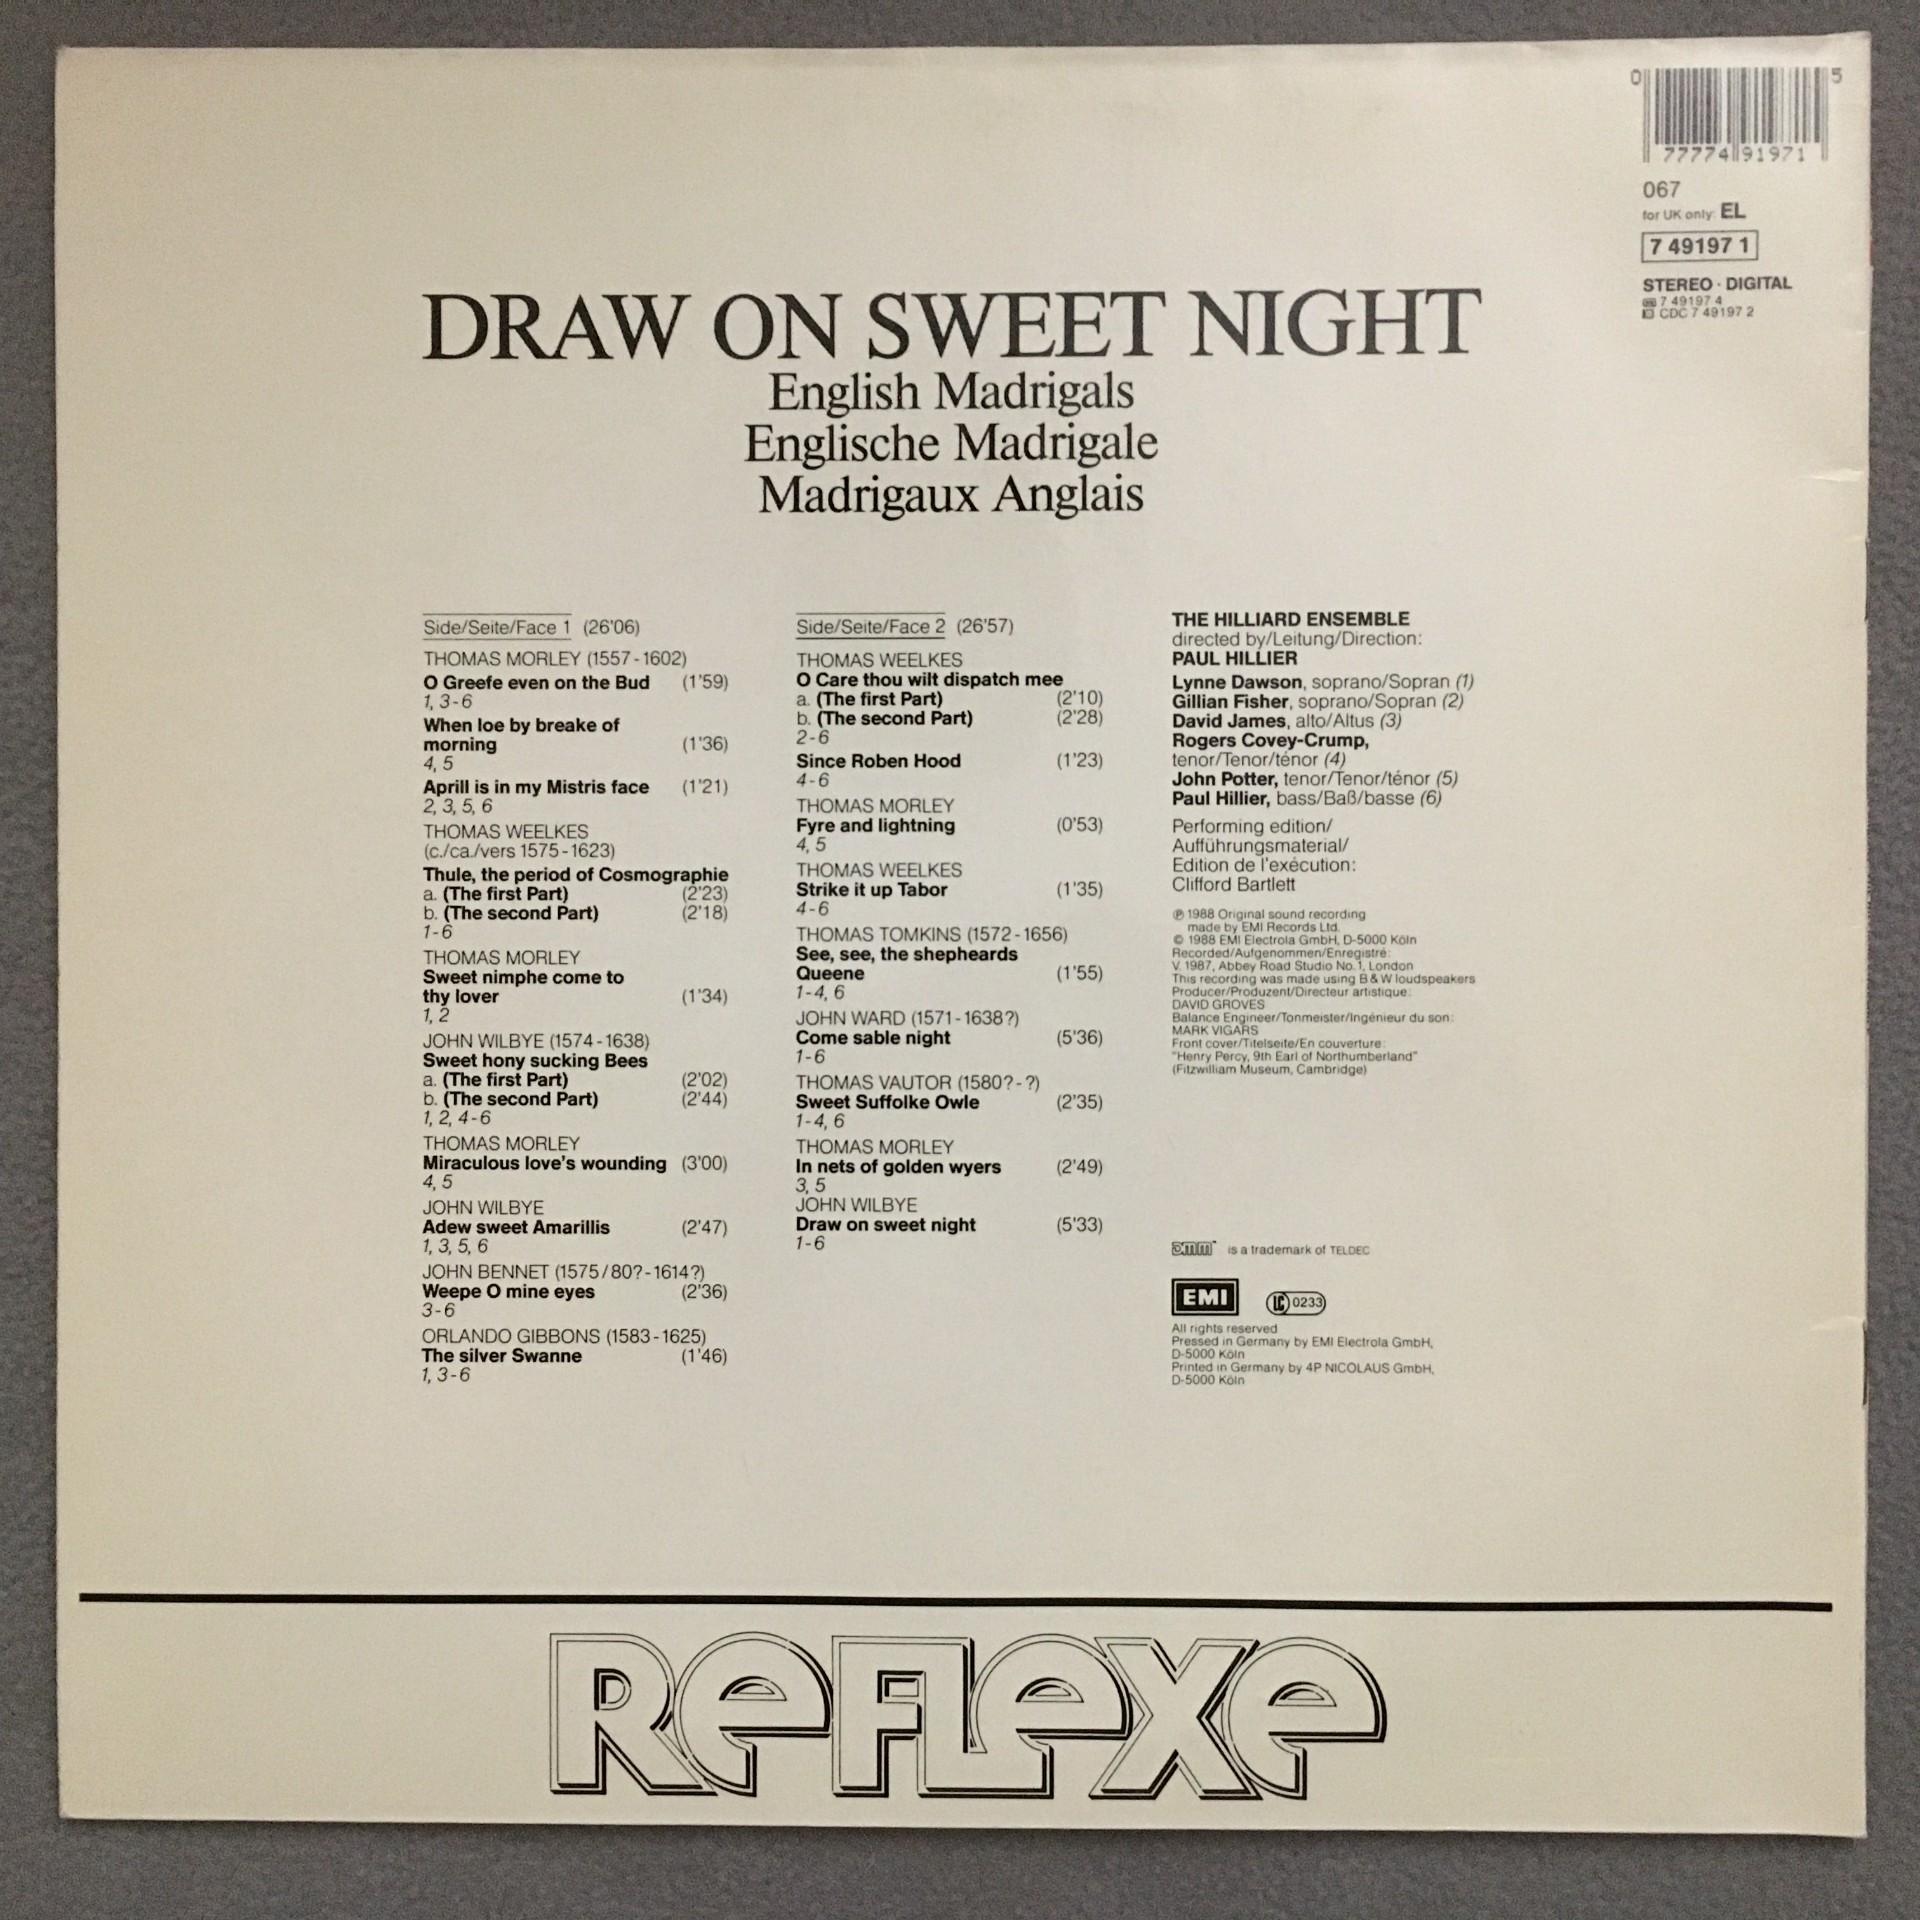 0 77774 91971 5
067
for UK only: EL
7 49197 1
STEREO · DIGITAL
7 49197 4
CDC 7 49197 2
DRAW ON SWEET NIGHT
English Madrigals
Englische Madrigale
Madrigaux Anglais
Side/Seite/Face 1 (26'06)
THOMAS MORLEY (1557-1602)
O Greefe even on the Bud (1'59)
1, 3-6
When loe by breake of
morning (1'36)
4, 5
Aprill is in my Mistris face (1'21)
2, 3, 5, 6
THOMAS WEELKES
(c./ca./vers 1575-1623)
Thule, the period of Cosmographie
a. (The first Part) (2'23)
b. (The second Part) (2'18)
1-6
THOMAS MORLEY
Sweet nimphe come to
thy lover (1'34)
1, 2
JOHN WILBYE (1574-1638)
Sweet hony sucking Bees
a. (The first Part) (2'02)
b. (The second Part) (2'44)
1, 2, 4-6
THOMAS MORLEY
Miraculous love's wounding (3'00)
4, 5
JOHN WILBYE
Adew sweet Amarillis (2'47)
1, 3, 5, 6
JOHN BENNET (1575/80?-1614?)
Weepe O mine eyes (2'36)
3-6
ORLANDO GIBBONS (1583-1625)
The silver Swanne (1'46)
1, 3-6
Side/Seite/Face 2 (26'57)
THOMAS WEELKES
O Care thou wilt dispatch mee
a. (The first Part) (2'10)
b. (The second Part) (2'28)
2-6
Since Roben Hood (1'23)
4-6
THOMAS MORLEY
Fyre and lightning (0'53)
4, 5
THOMAS WEELKES
Strike it up Tabor (1'35)
4-6
THOMAS TOMKINS (1572-1656)
See, see, the shepheards
Queene (1'55)
1-4, 6
JOHN WARD (1571-1638?)
Come sable night (5'36)
1-6
THOMAS VAUTOR (1580?-?)
Sweet Suffolke Owle (2'35)
1-4, 6
THOMAS MORLEY
In nets of golden wyers (2'49)
3, 5
JOHN WILBYE
Draw on sweet night (5'33)
1-6
THE HILLIARD ENSEMBLE
directed by/Leitung/Direction:
PAUL HILLIER
Lynne Dawson, soprano/Sopran (1)
Gillian Fisher, soprano/Sopran (2)
David James, alto/Altus (3)
Rogers Covey-Crump,
tenor/Tenor/ténor (4)
John Potter, tenor/Tenor/ténor (5)
Paul Hillier, bass/Baß/basse (6)
Performing edition/
Aufführungsmaterial/
Edition de l'exécution:
Clifford Bartlett
℗ 1988 Original sound recording
made by EMI Records Ltd.
© 1988 EMI Electrola GmbH, D-5000 Köln
Recorded/Aufgenommen/Enregistré:
V. 1987, Abbey Road Studio No. 1, London
This recording was made using B & W loudspeakers
Producer/Produzent/Directeur artistique:
DAVID GROVES
Balance Engineer/Tonmeister/Ingénieur du son:
MARK VIGARS
Front cover/Titelseite/En couverture:
"Henry Percy, 9th Earl of Northumberland"
(Fitzwilliam Museum, Cambridge)
DMM is a trademark of TELDEC
EMI LC 0233
All rights reserved
Pressed in Germany by EMI Electrola GmbH,
D-5000 Köln
Printed in Germany by 4P NICOLAUS GmbH,
D-5000 Köln
ReFLexe